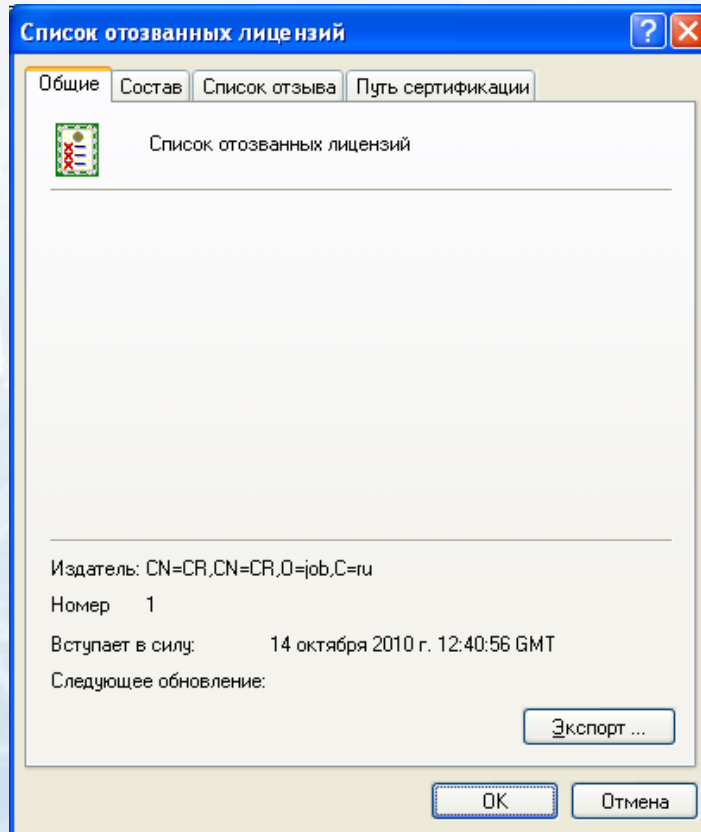 Список отозванных лицензий
Общие Состав Список отзыва Путь сертификации
Список отозванных лицензий
Издатель: CN=CR,CN=CR,O=job,C=ru
Номер 1
Вступает в силу: 14 октября 2010 г. 12:40:56 GMT
Следующее обновление:
Экспорт ...
OK Отмена